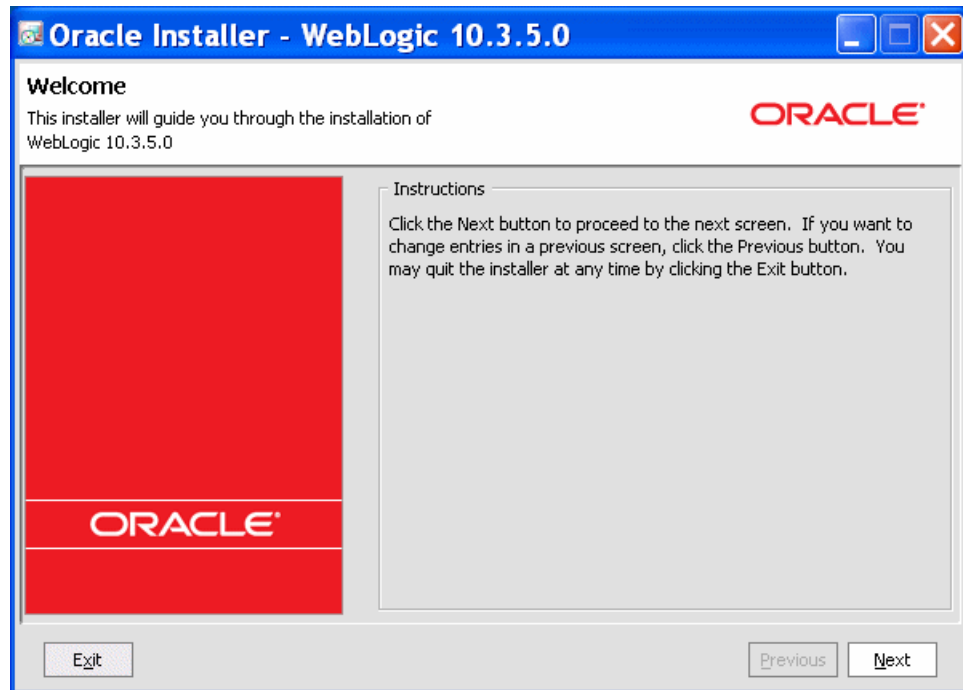 Oracle Installer - WebLogic 10.3.5.0
Welcome
This installer will guide you through the installation of
WebLogic 10.3.5.0
ORACLE
Instructions
Click the Next button to proceed to the next screen. If you want to
change entries in a previous screen, click the Previous button. You
may quit the installer at any time by clicking the Exit button.
ORACLE
Exit
Previous
Next